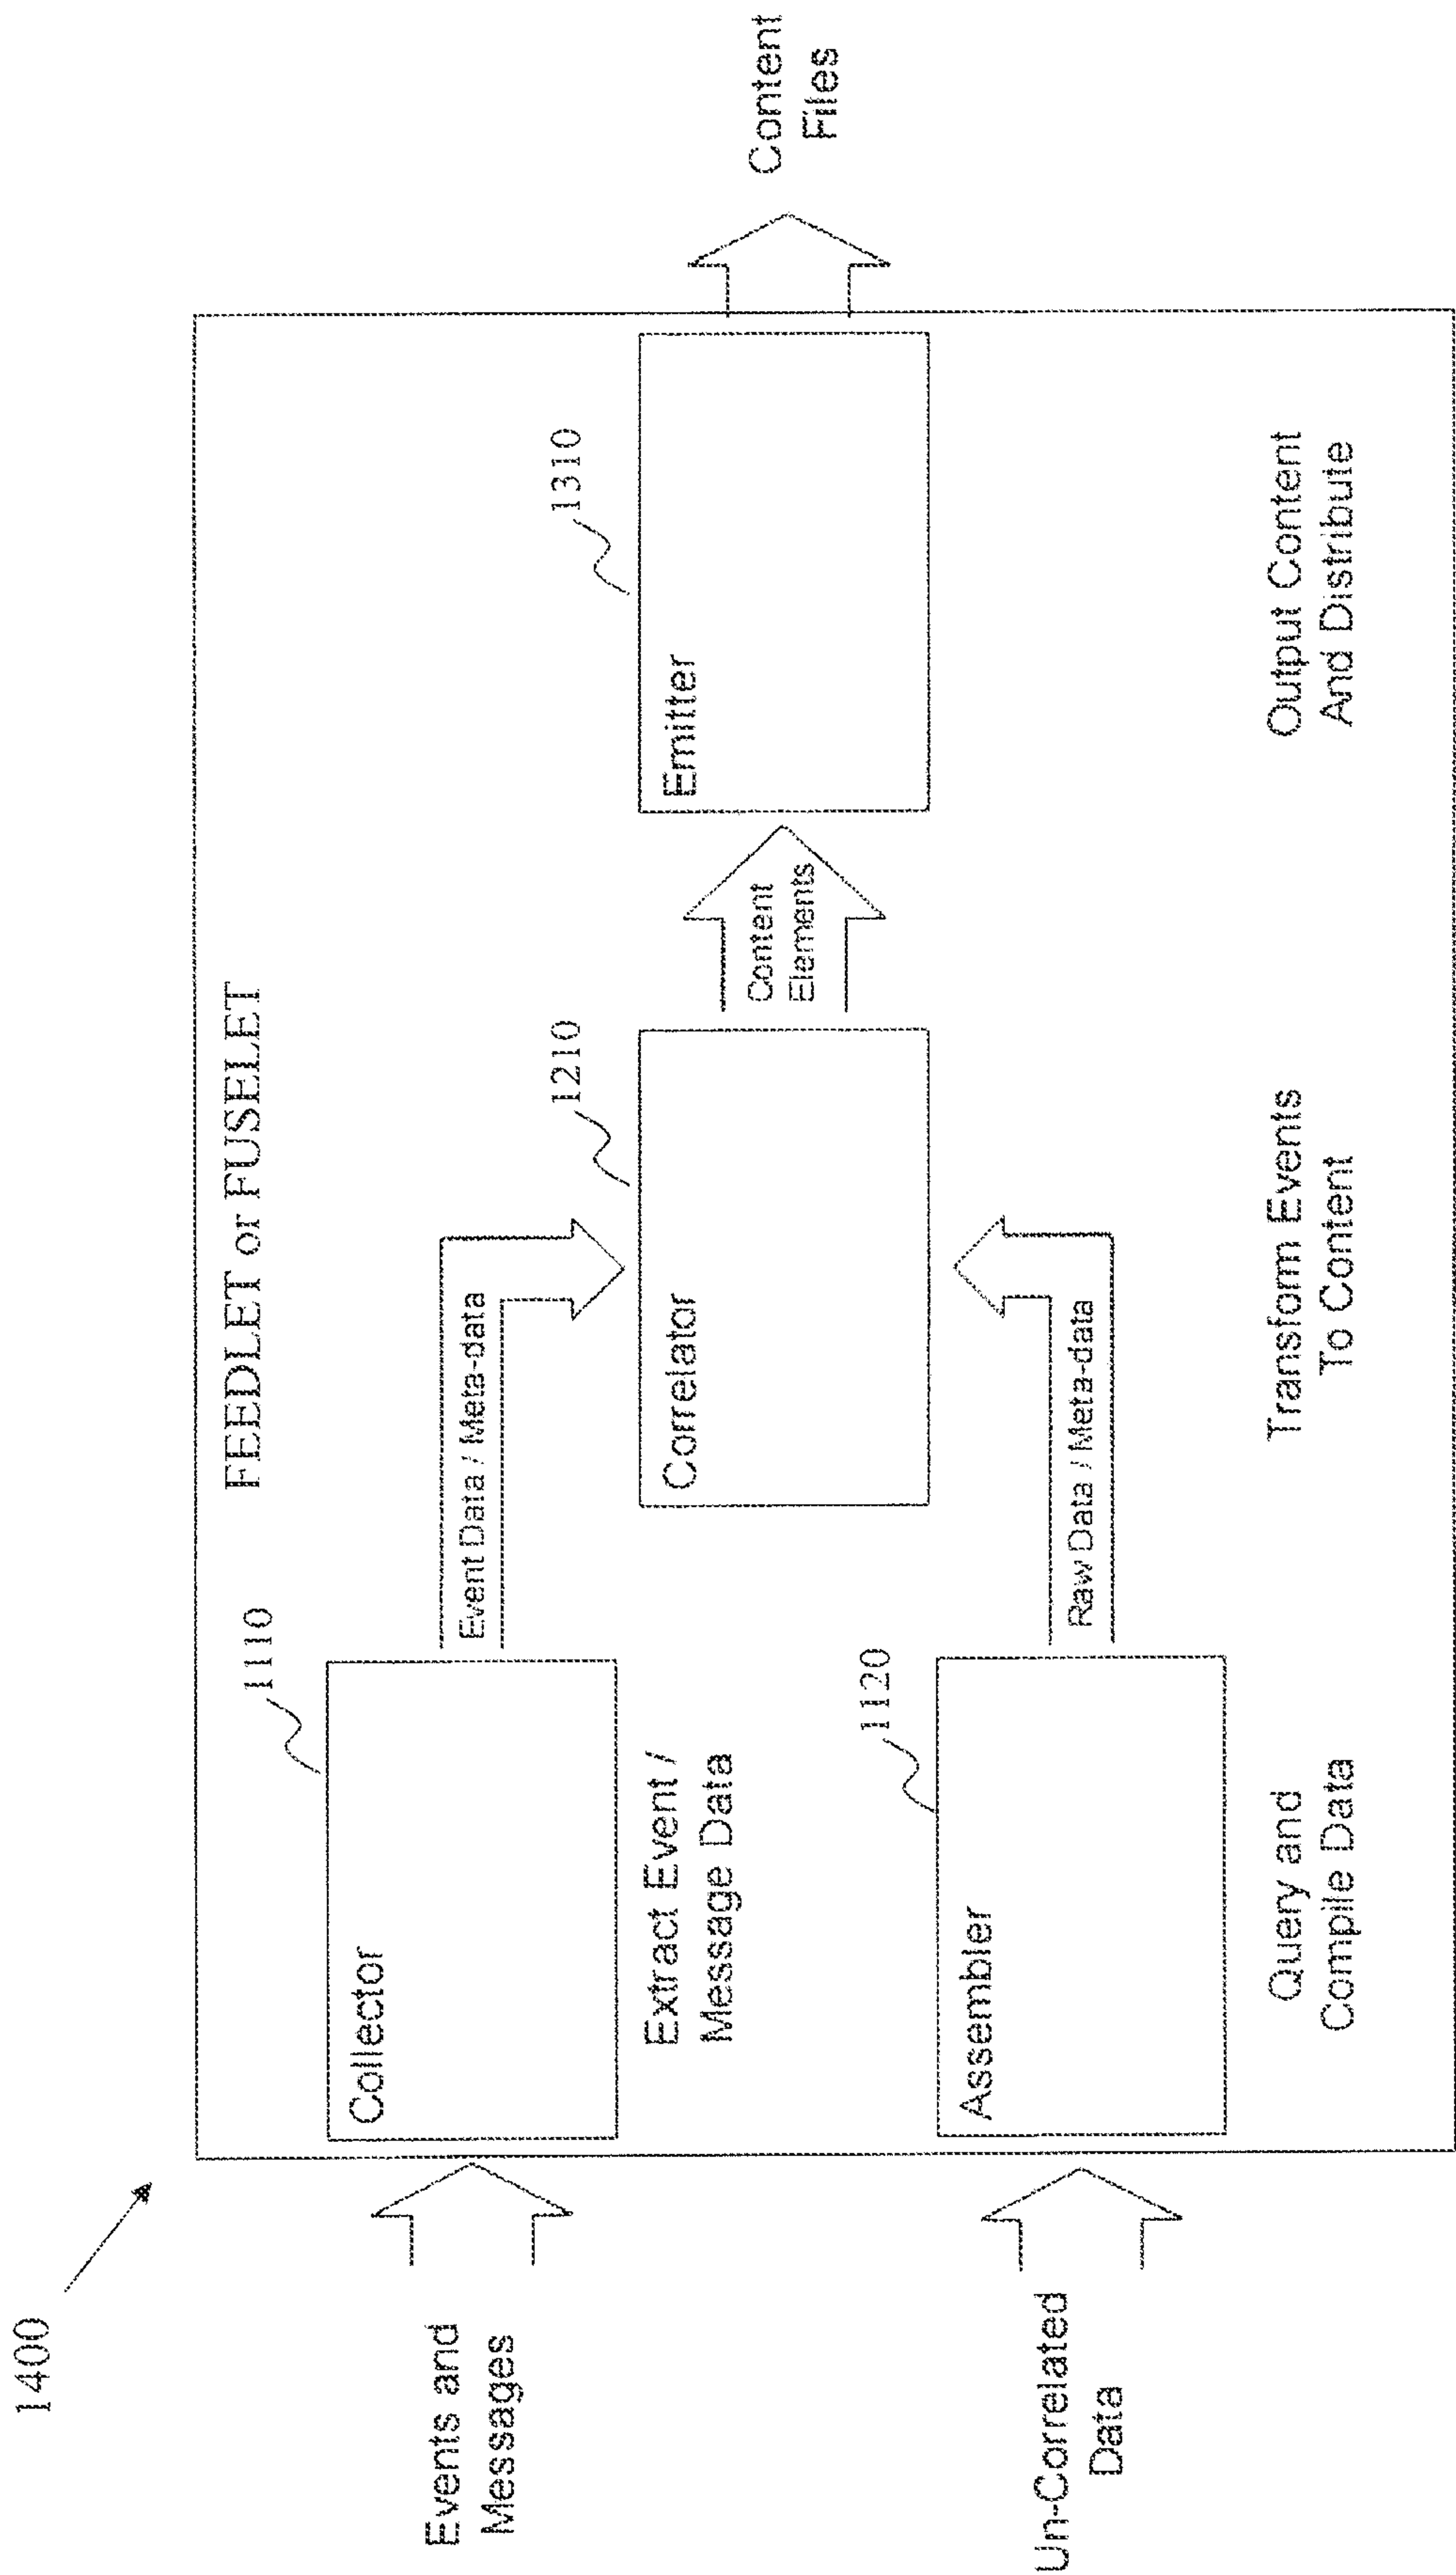 1400
FEEDLET or FUSELET
Events and
Messages
1110
Collector
Extract Event /
Message Data
Event Data / Meta-data
Un-Correlated
Data
1120
Assembler
Query and
Compile Data
Raw Data / Meta-data
1210
Correlator
Transform Events
To Content
Content
Elements
1310
Emitter
Output Content
And Distribute
Content
Files